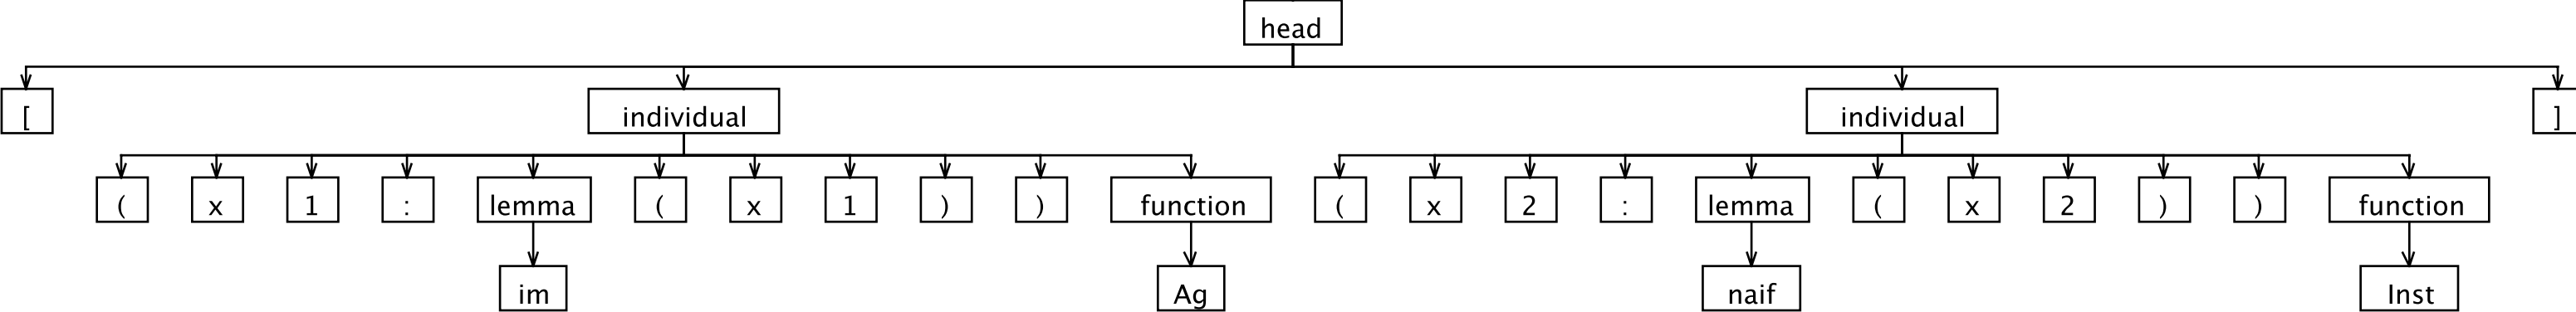 head
[ individual individual ]
( x 1 : lemma ( x 1 ) ) function ( x 2 : lemma ( x 2 ) ) function
im Ag naif Inst